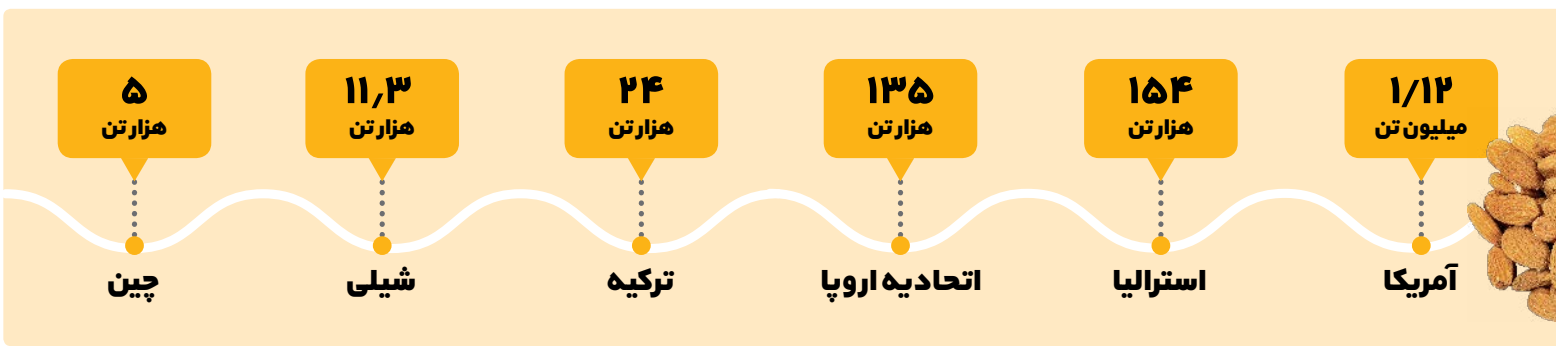 ۱/۱۲
میلیون تن
آمریکا
۱۵۴
هزار تن
استرالیا
۱۳۵
هزار تن
اتحادیه اروپا
۲۴
هزار تن
ترکیه
۱۱٫۳
هزار تن
شیلی
۵
هزار تن
چین